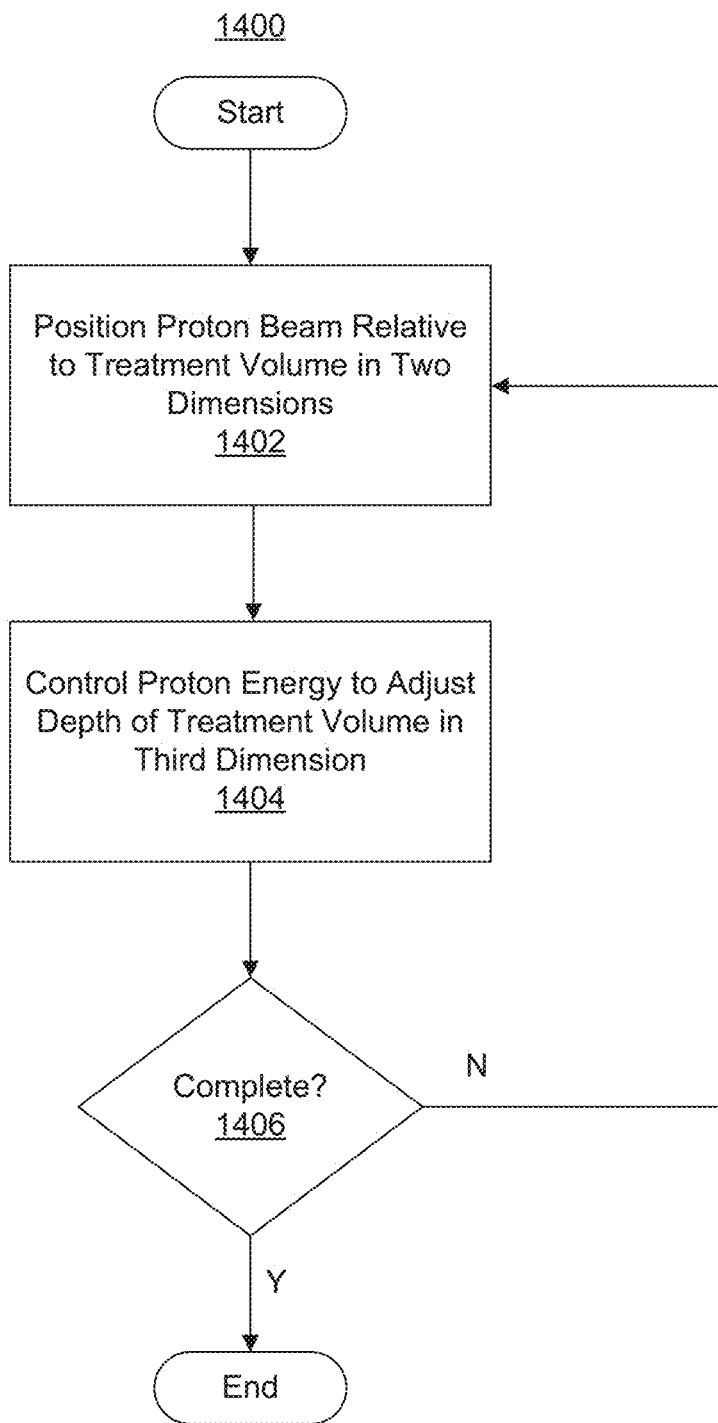 1400
Start
Position Proton Beam Relative
to Treatment Volume in Two
Dimensions
1402
Control Proton Energy to Adjust
Depth of Treatment Volume in
Third Dimension
1404
Complete?
1406
N
Y
End